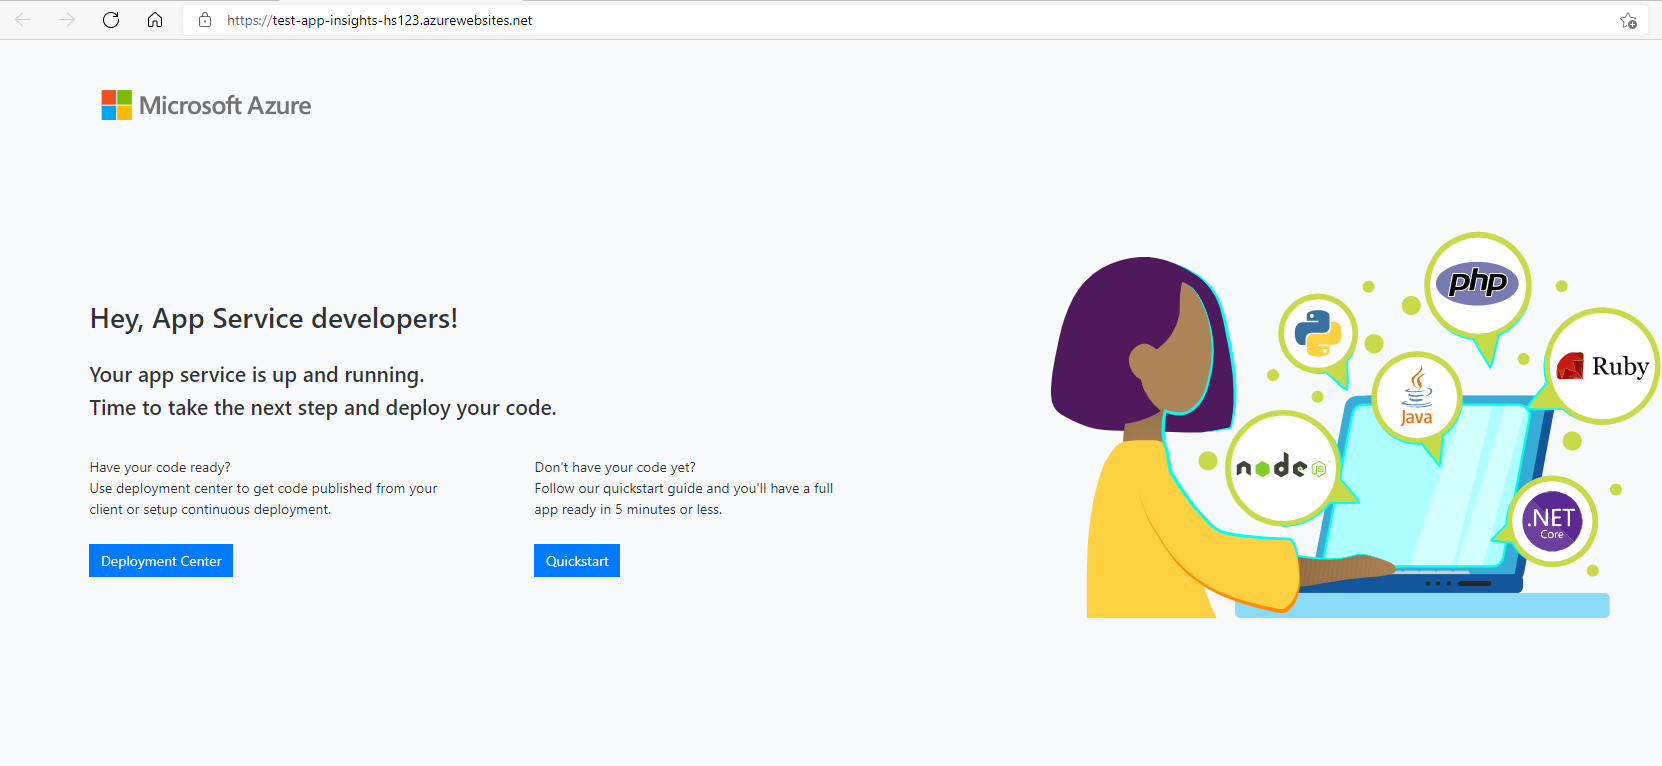 https://test-app-insights-hs123.azurewebsites.net
Microsoft Azure
Hey, App Service developers!
Your app service is up and running.
Time to take the next step and deploy your code.
Have your code ready?
Use deployment center to get code published from your
client or setup continuous deployment.
Deployment Center
Don't have your code yet?
Follow our quickstart guide and you'll have a full
app ready in 5 minutes or less.
Quickstart
php
Ruby
Java
node
JS
.NET
Core